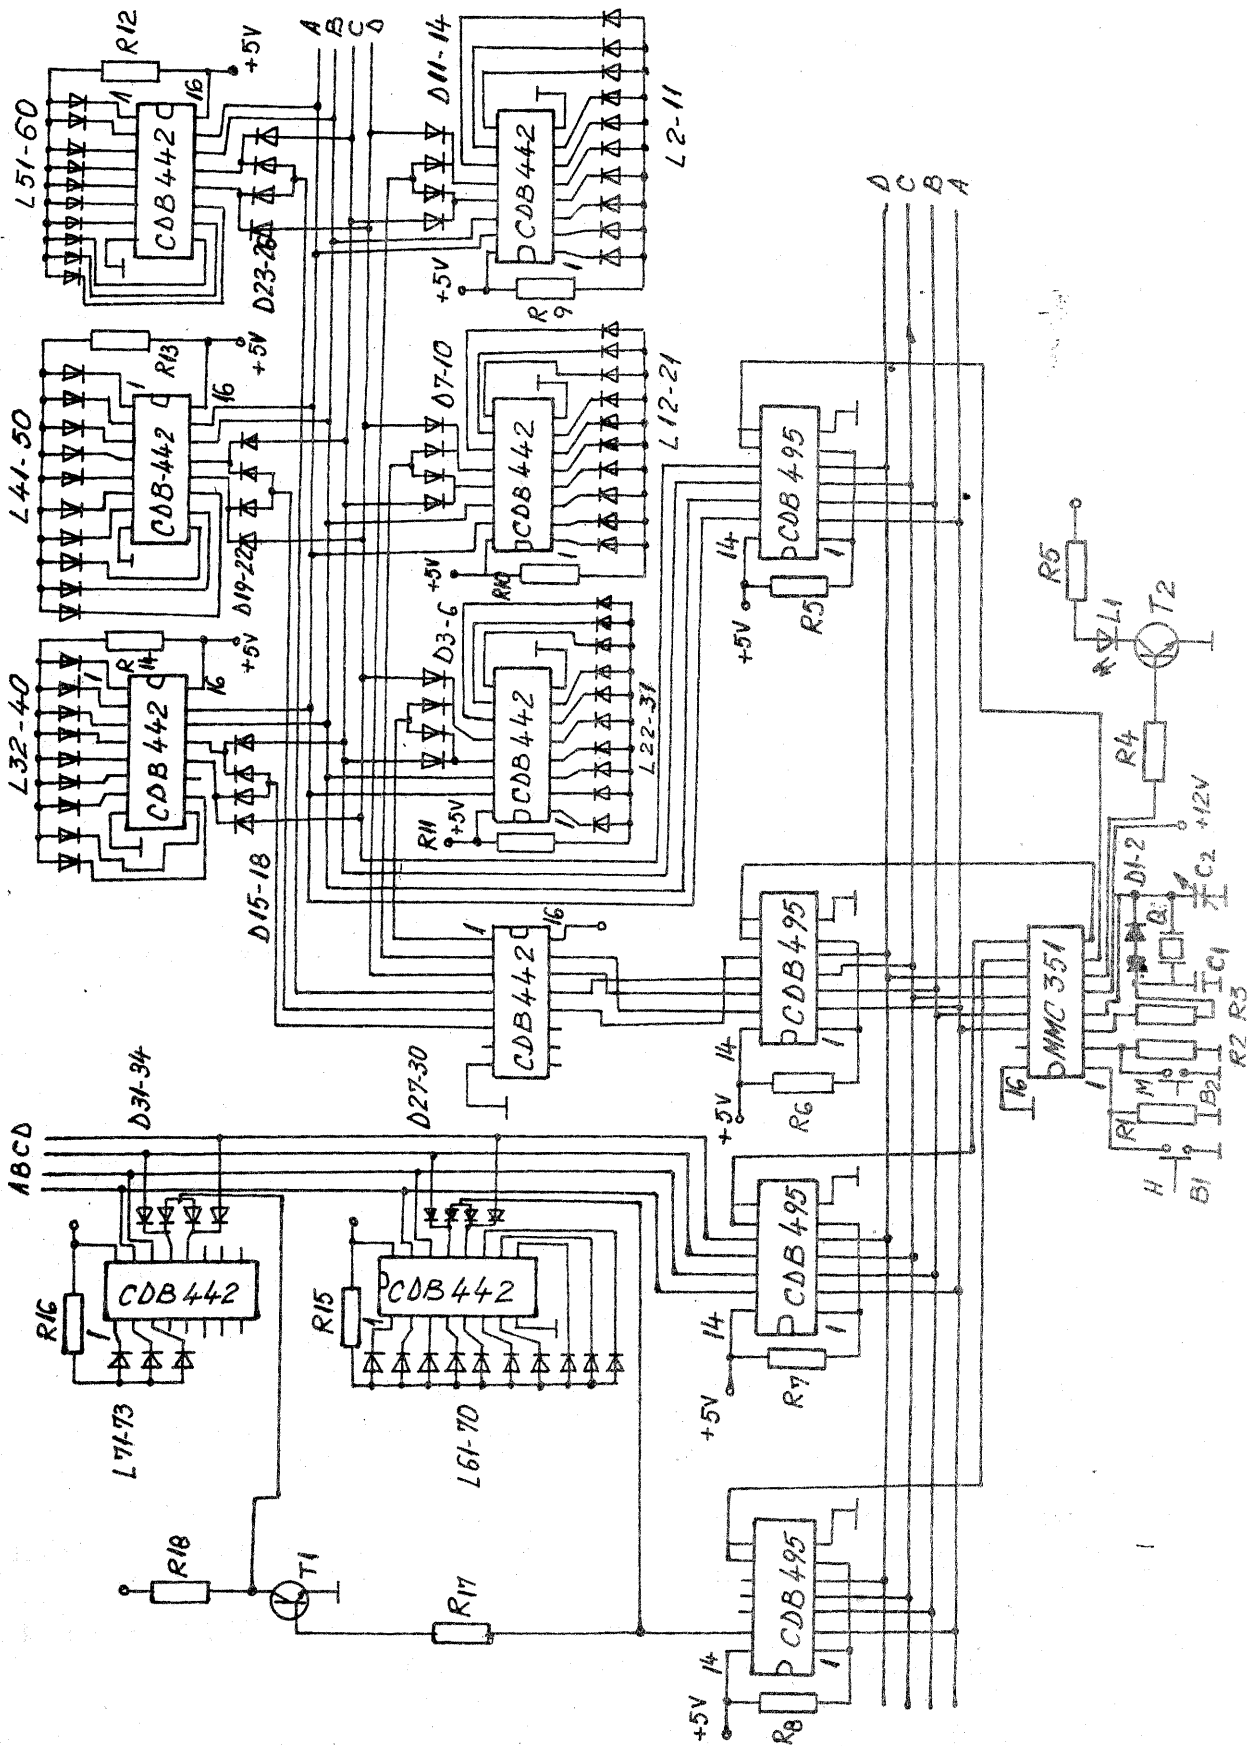 L51-60
R12
1
16
+5V
CDB442
D23-26
A
B
C
D
D11-14
CDB442
+5V
R
9
1
L2-11
L41-50
R13
1
16
+5V
CDB-442
D19-22
D7-10
CDB442
+5V
R10
1
L12-21
L32-40
R
14
1
16
+5V
CDB442
D15-18
D3-6
CDB442
R11
+5V
1
L22-31
1
16
CDB442
ABCD
D31-34
R16
CDB442
1
L71-73
D27-30
R15
CDB442
1
L61-70
R18
T1
R17
D
C
B
A
CDB495
14
1
+5V
R5
CDB495
14
1
+5V
R6
CDB495
14
1
+5V
R7
CDB495
14
1
+5V
R8
MMC 351
16
1
R5
L1
T2
R4
+12V
D1-2
Q
C2
C1
R3
R2
M
B2
R1
H
B1